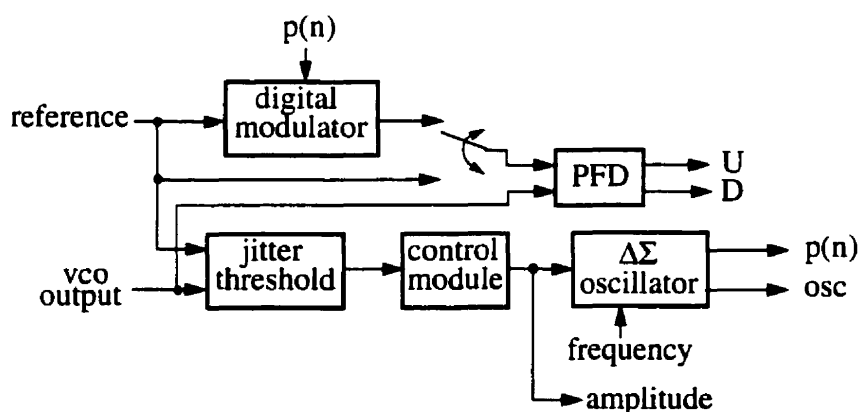 p(n)
reference
digital
modulator
PFD
U
D
vco
output
jitter
threshold
control
module
ΔΣ
oscillator
p(n)
osc
frequency
amplitude